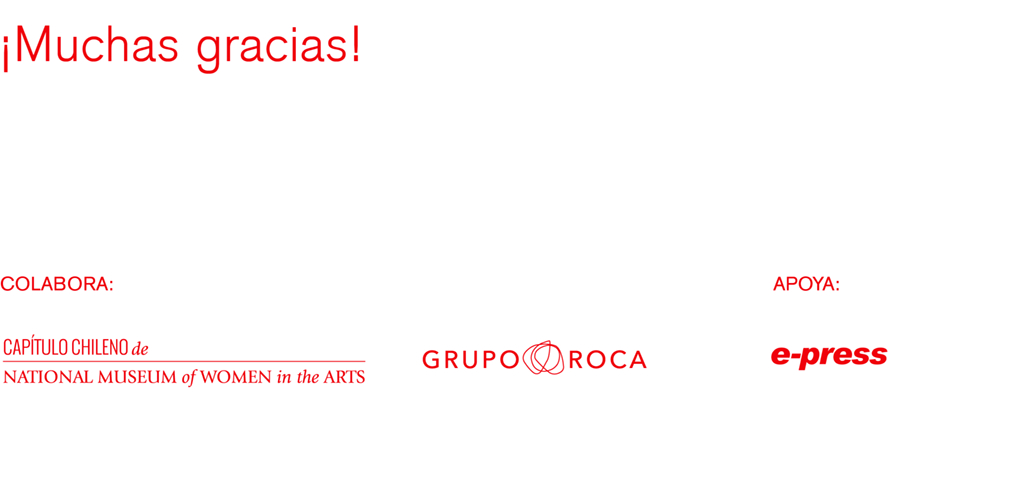 ¡Muchas gracias!
COLABORA:
APOYA:
CAPÍTULO CHILENO de
NATIONAL MUSEUM of WOMEN in the ARTS
GRUPO ROCA
e-press